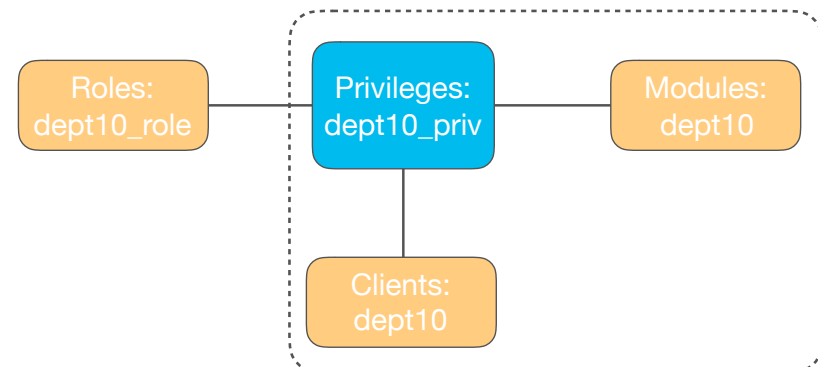 Roles:
dept10_role
Privileges:
dept10_priv
Modules:
dept10
Clients:
dept10